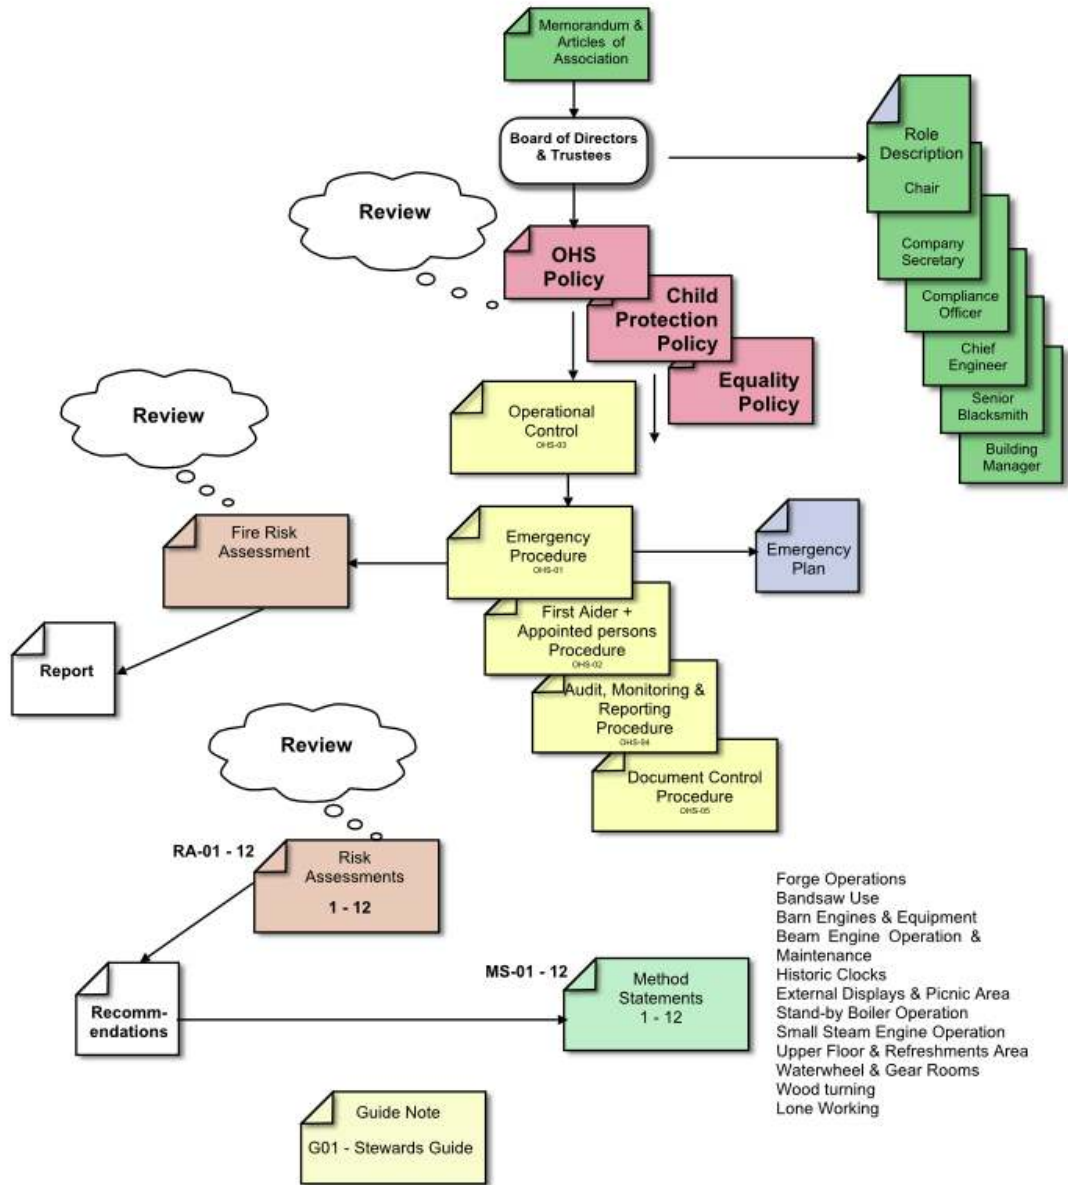 Memorandum &
Articles of
Association
Board of Directors
& Trustees
Role
Description
Chair
Company
Secretary
Compliance
Officer
Chief
Engineer
Senior
Blacksmith
Building
Manager
Review
OHS
Policy
Child
Protection
Policy
Equality
Policy
Review
Operational
Control
OHS-03
Fire Risk
Assessment
Emergency
Procedure
OHS-01
Emergency
Plan
First Aider +
Appointed persons
Procedure
OHS-02
Report
Audit, Monitoring &
Reporting
Procedure
OHS-04
Review
Document Control
Procedure
OHS-05
RA-01 - 12
Risk
Assessments
1 - 12
Forge Operations
Bandsaw Use
Barn Engines & Equipment
Beam Engine Operation &
Maintenance
Historic Clocks
External Displays & Picnic Area
Stand-by Boiler Operation
Small Steam Engine Operation
Upper Floor & Refreshments Area
Waterwheel & Gear Rooms
Wood turning
Lone Working
MS-01 - 12
Method
Statements
1 - 12
Recomm-
endations
Guide Note
G01 - Stewards Guide